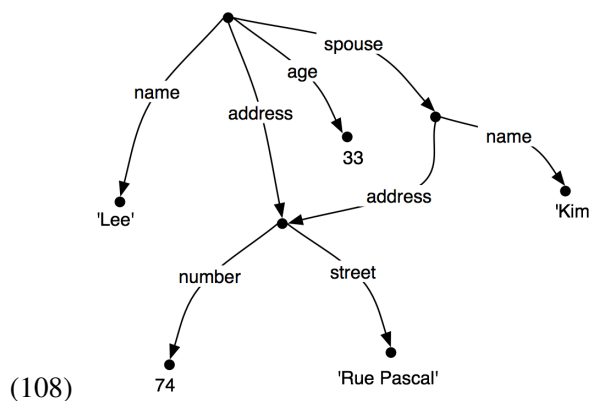 spouse
age
name
address
name
33
address
'Lee'
'Kim
number
street
(108)
74
'Rue Pascal'